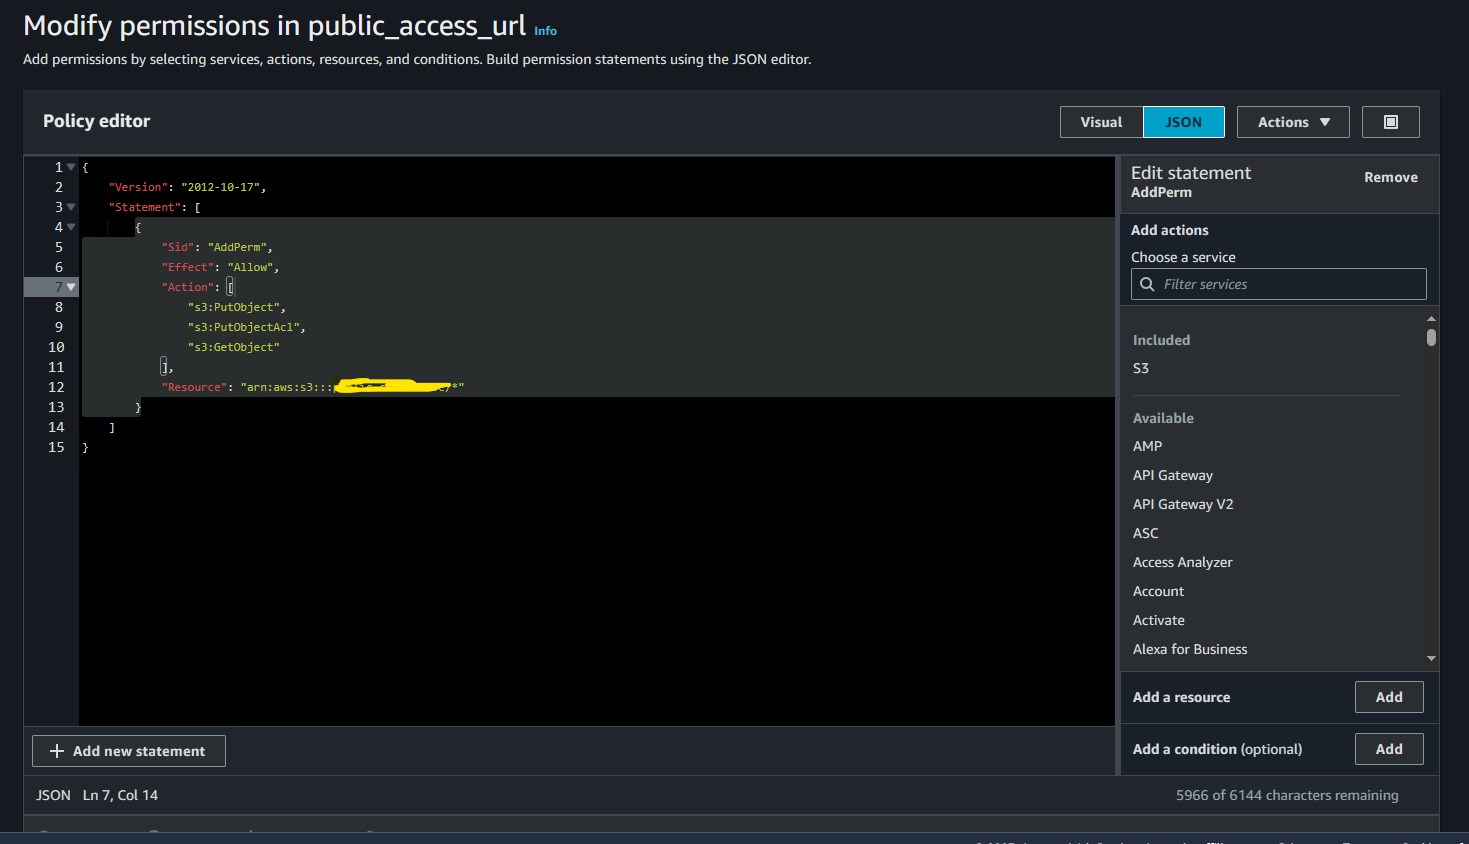 Modify permissions in public_access_url Info
Add permissions by selecting services, actions, resources, and conditions. Build permission statements using the JSON editor.
Policy editor
Visual
JSON
Actions
1 {
2 "Version": "2012-10-17",
3 "Statement": [
4 {
5 "Sid": "AddPerm",
6 "Effect": "Allow",
7 "Action": [
8 "s3:PutObject",
9 "s3:PutObjectAcl",
10 "s3:GetObject"
11 ],
12 "Resource": "arn:aws:s3::: /*"
13 }
14 ]
15 }
Add new statement
JSON Ln 7, Col 14
5966 of 6144 characters remaining
Edit statement
Remove
AddPerm
Add actions
Choose a service
Filter services
Included
S3
Available
AMP
API Gateway
API Gateway V2
ASC
Access Analyzer
Account
Activate
Alexa for Business
Add a resource
Add
Add a condition (optional)
Add